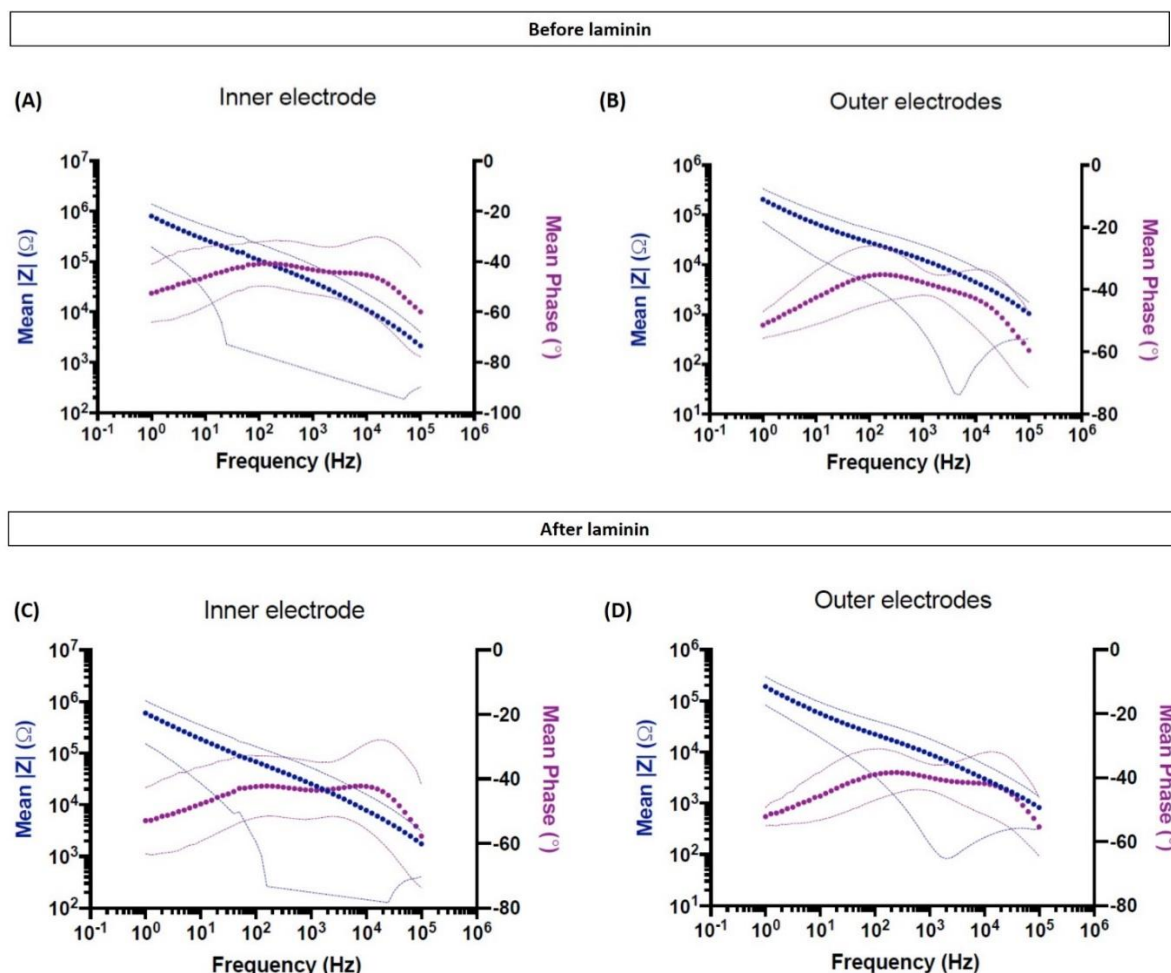 Before laminin
(A)
Inner electrode
Mean |Z| (Ω)
10⁷
10⁶
10⁵
10⁴
10³
10²
10⁻¹ 10⁰ 10¹ 10² 10³ 10⁴ 10⁵ 10⁶
Frequency (Hz)
0
-20
-40
-60
-80
-100
Mean Phase (°)
(B)
Outer electrodes
Mean |Z| (Ω)
10⁶
10⁵
10⁴
10³
10²
10¹
10⁻¹ 10⁰ 10¹ 10² 10³ 10⁴ 10⁵ 10⁶
Frequency (Hz)
0
-20
-40
-60
-80
Mean Phase (°)
After laminin
(C)
Inner electrode
Mean |Z| (Ω)
10⁷
10⁶
10⁵
10⁴
10³
10²
10⁻¹ 10⁰ 10¹ 10² 10³ 10⁴ 10⁵ 10⁶
Frequency (Hz)
0
-20
-40
-60
-80
Mean Phase (°)
(D)
Outer electrodes
Mean |Z| (Ω)
10⁶
10⁵
10⁴
10³
10²
10¹
10⁻¹ 10⁰ 10¹ 10² 10³ 10⁴ 10⁵ 10⁶
Frequency (Hz)
0
-20
-40
-60
-80
Mean Phase (°)